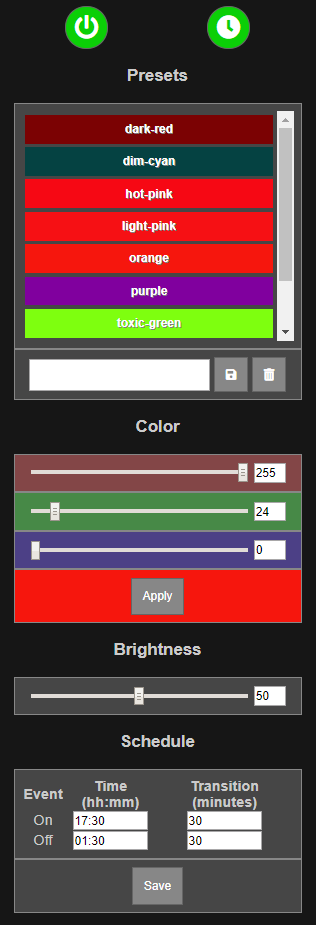 Presets
dark-red
dim-cyan
hot-pink
light-pink
orange
purple
toxic-green
Color
255
24
0
Apply
Brightness
50
Schedule
Event Time (hh:mm) Transition (minutes)
On 17:30 30
Off 01:30 30
Save